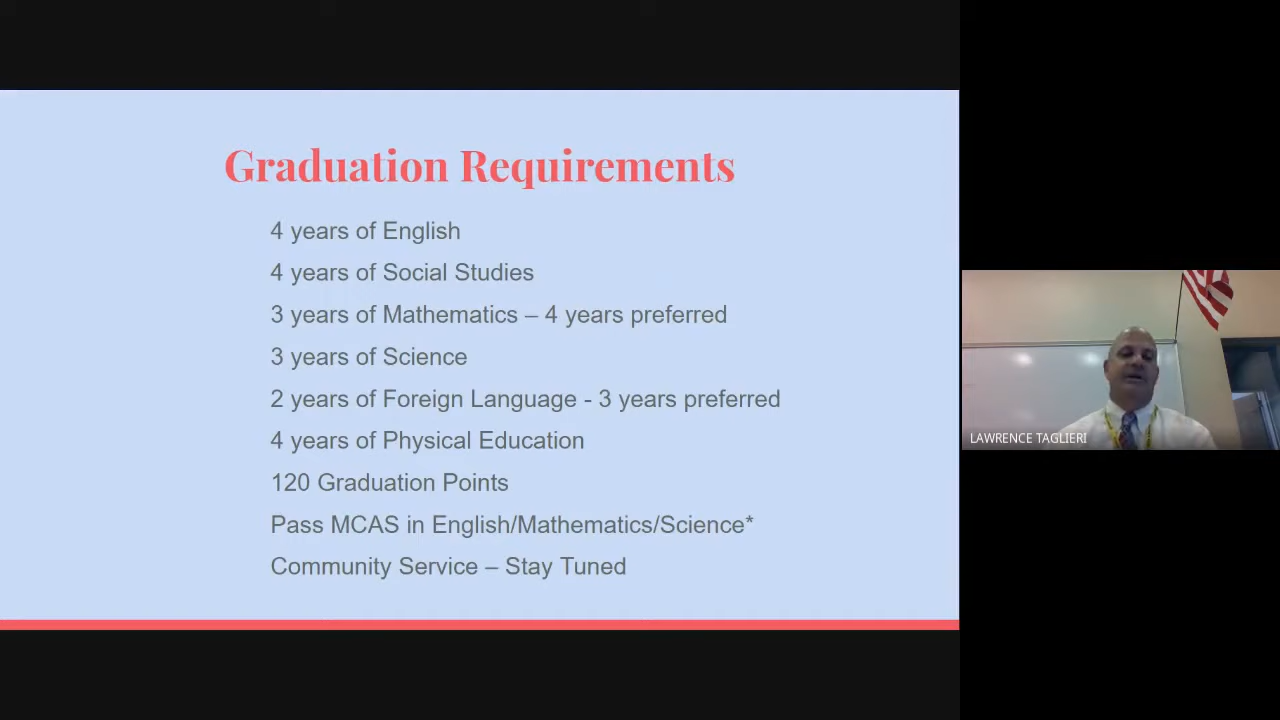 Graduation Requirements
4 years of English
4 years of Social Studies
3 years of Mathematics – 4 years preferred
3 years of Science
2 years of Foreign Language - 3 years preferred
4 years of Physical Education
120 Graduation Points
Pass MCAS in English/Mathematics/Science*
Community Service – Stay Tuned
LAWRENCE TAGLIERI